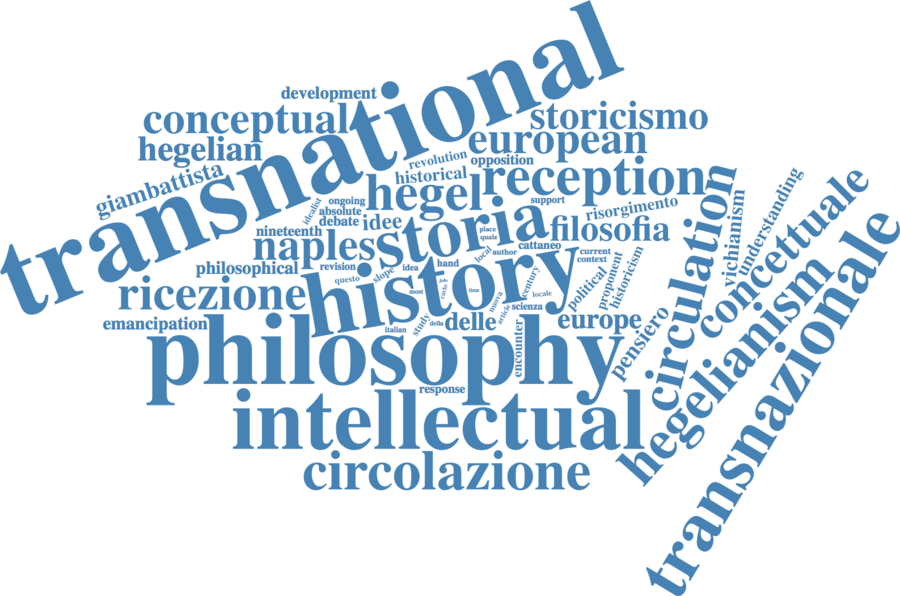 transnational
development
conceptual
storicismo
hegelian
european
revolution
opposition
giambattista
historical
reception
hegel
support
idealist
ongoing
absolute
debate
idee
risorgimento
nineteenth
storia
place
quale
filosofia
naples
cattaneo
local
author
current
context
philosophical
revision
idea
hand
questo
slope
history
century
political
proponent
historicism
vichianism
understanding
circulation
concettuale
ricezione
most
time
locale
nuova
scienza
article
emancipation
italian
study
della
delle
encounter
europe
pensiero
hegelianism
transnazionale
philosophy
response
intellectual
circolazione